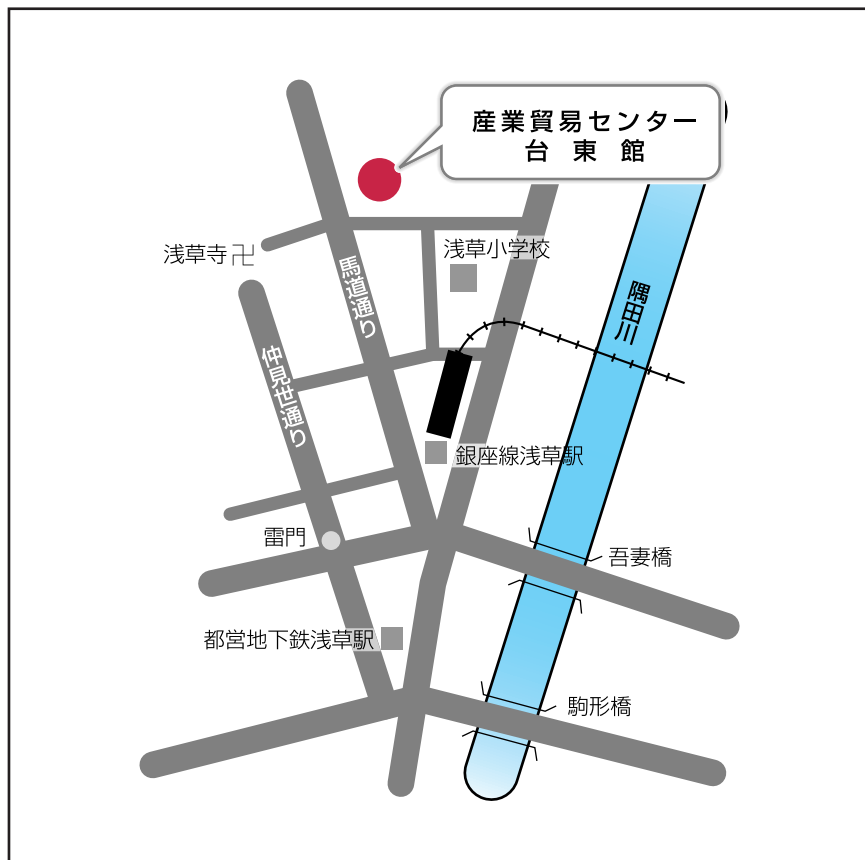 産業貿易センター
台東館
浅草寺卍
浅草小学校
馬道通り
隅田川
仲見世通り
銀座線浅草駅
雷門
吾妻橋
都営地下鉄浅草駅
駒形橋